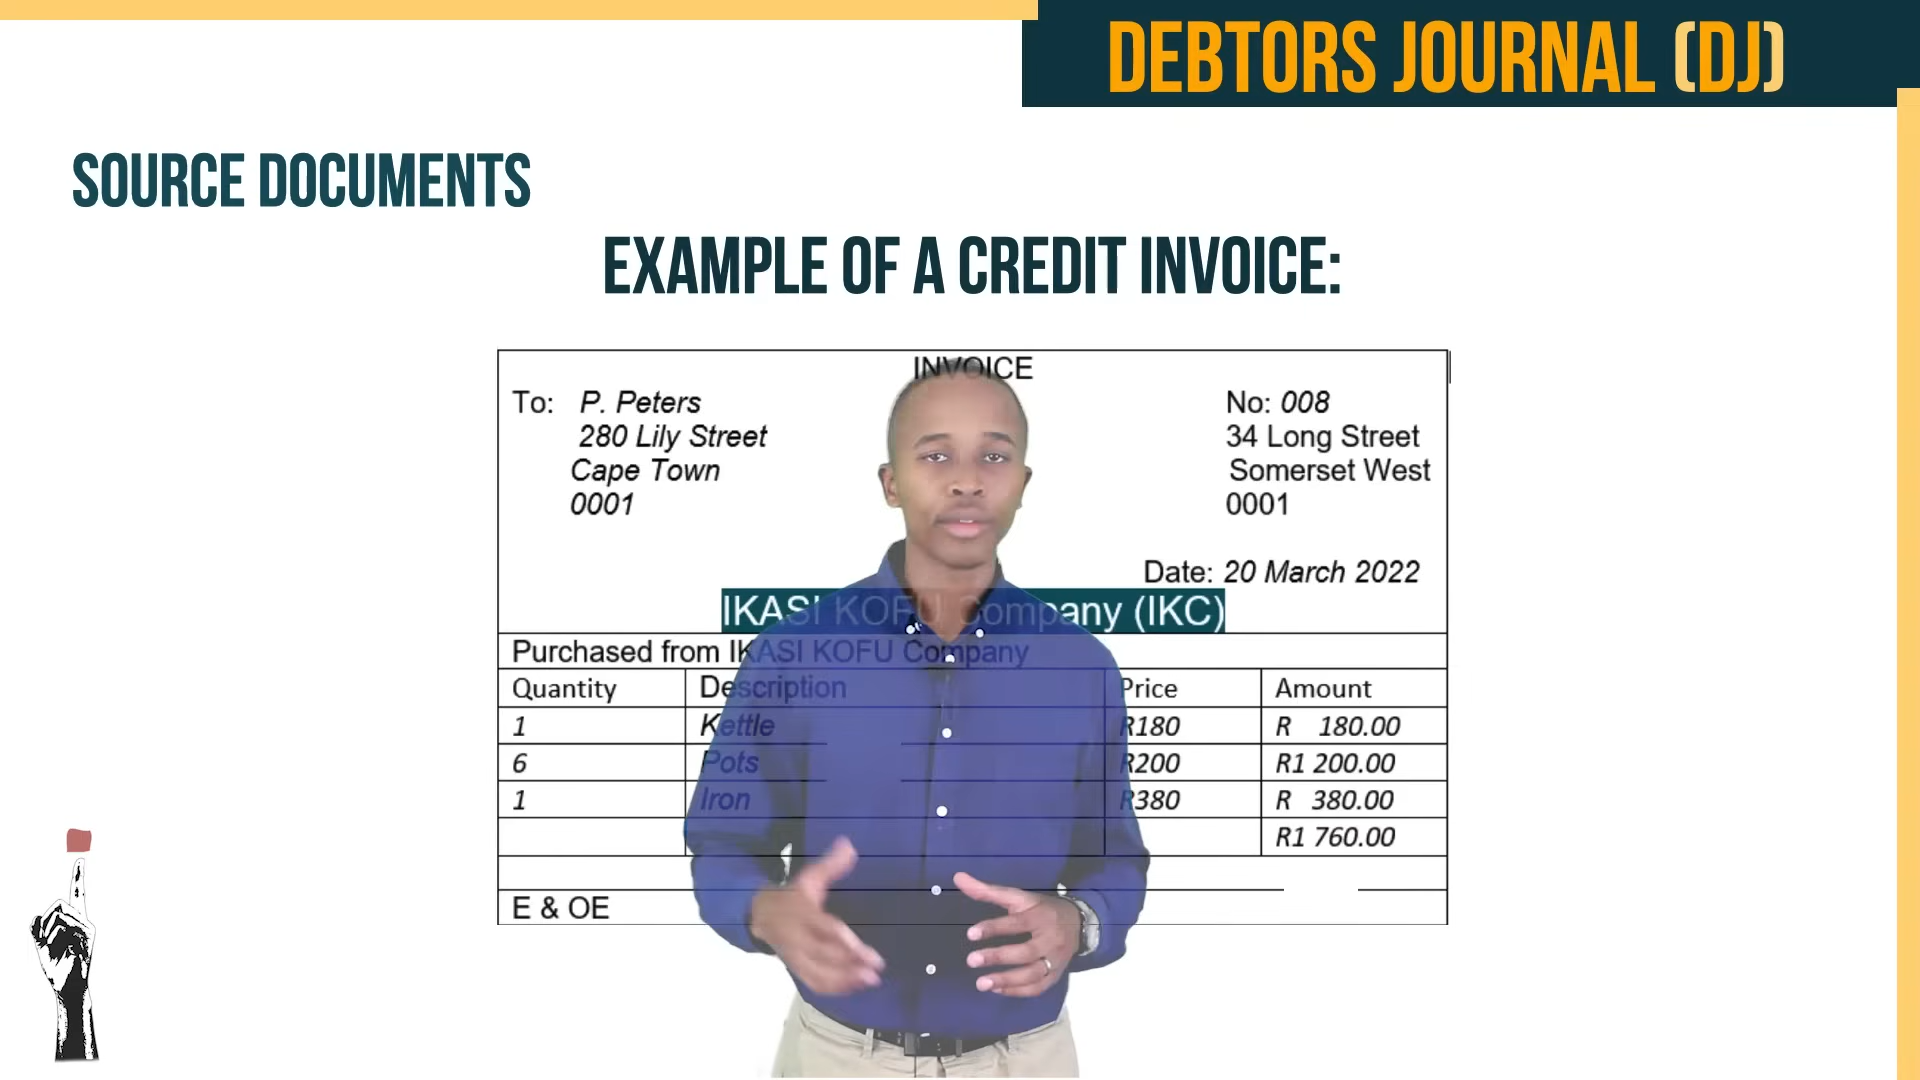 DEBTORS JOURNAL (DJ)
SOURCE DOCUMENTS
EXAMPLE OF A CREDIT INVOICE:
INVOICE
To: P. Peters No: 008
280 Lily Street 34 Long Street
Cape Town Somerset West
0001 0001
Date: 20 March 2022
IKASI KOFU Company (IKC)
Purchased from IKASI KOFU Company
Quantity Description Price Amount
1 Kettle R180 R 180.00
6 Pots R200 R1 200.00
1 Iron R380 R 380.00
R1 760.00
E & OE